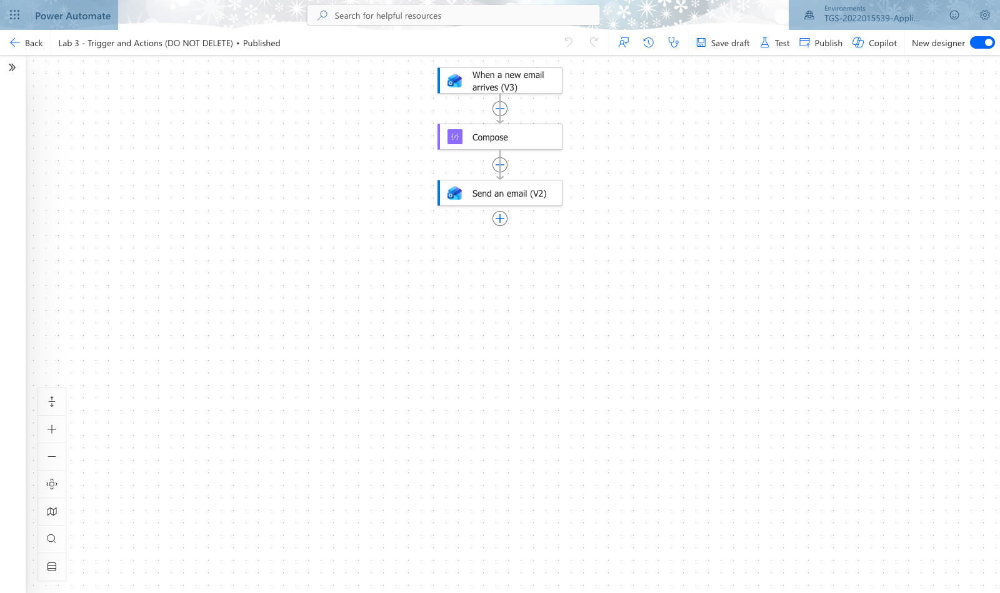 Power Automate
Search for helpful resources
Environments
TGS-2022015539-Appli...
Back
Lab 3 - Trigger and Actions (DO NOT DELETE) • Published
Save draft
Test
Publish
Copilot
New designer
When a new email
arrives (V3)
Compose
Send an email (V2)